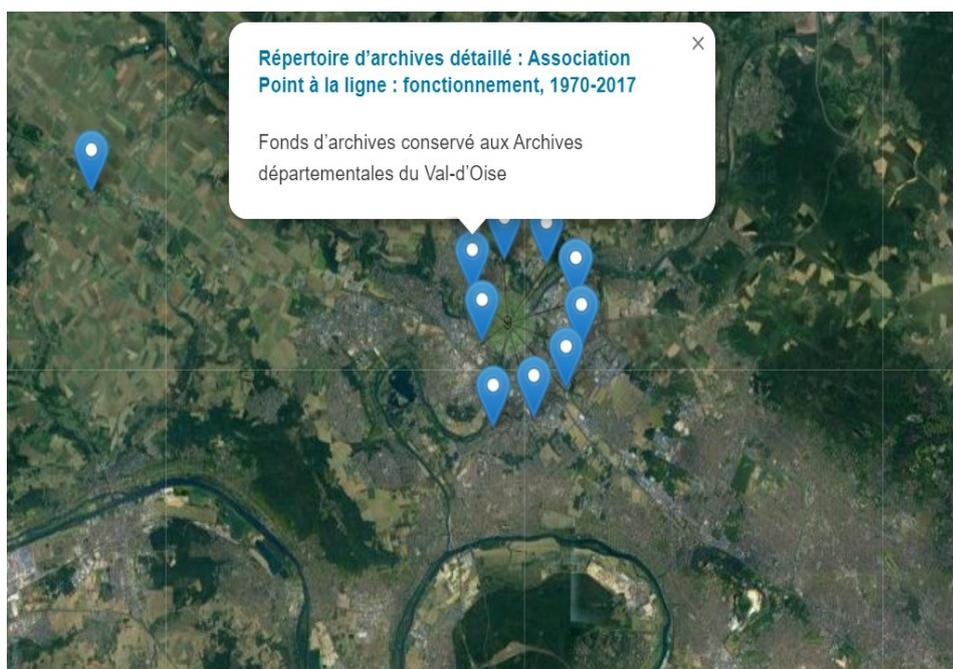 Répertoire d’archives détaillé : Association
Point à la ligne : fonctionnement, 1970-2017
Fonds d’archives conservé aux Archives
départementales du Val-d’Oise